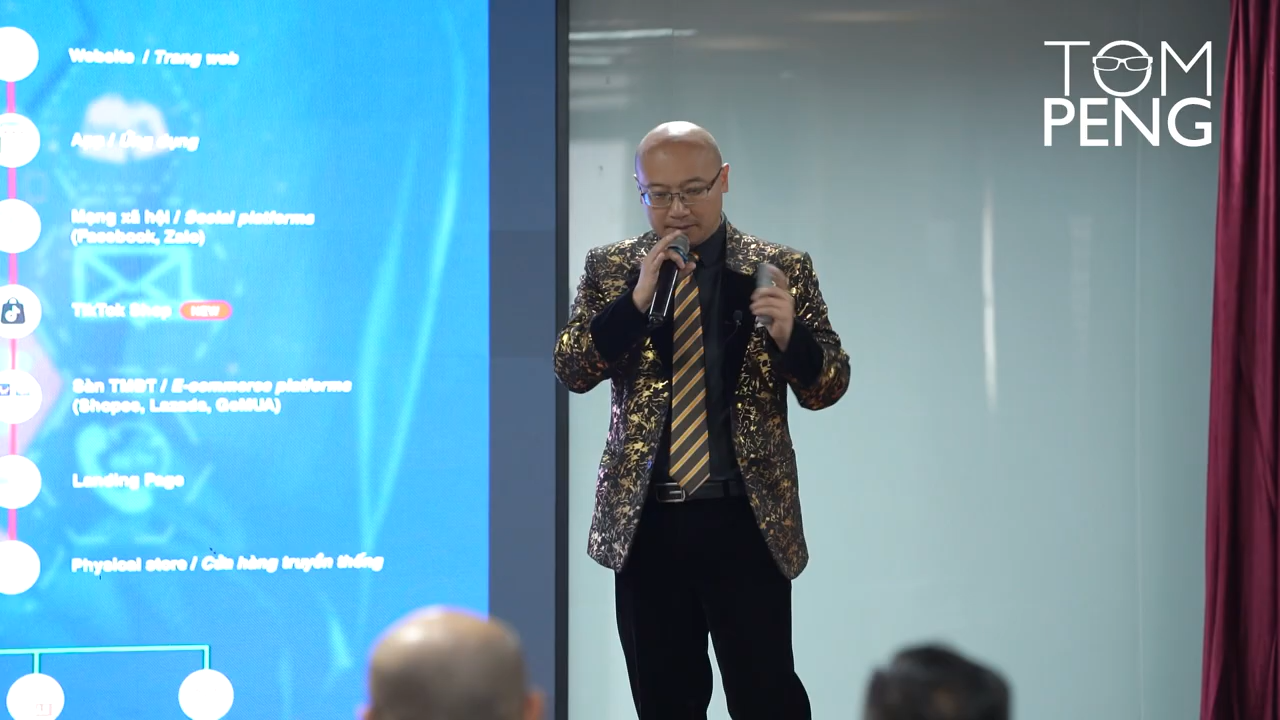 Website / Trang web
App / Ứng dụng
Mạng xã hội / Social platforms
(Facebook, Zalo)
TikTok Shop NEW
Sàn TMĐT / E-commerce platforms
(Shopee, Lazada, GoMUA)
Landing Page
Physical store / Cửa hàng truyền thống
TOM
PENG